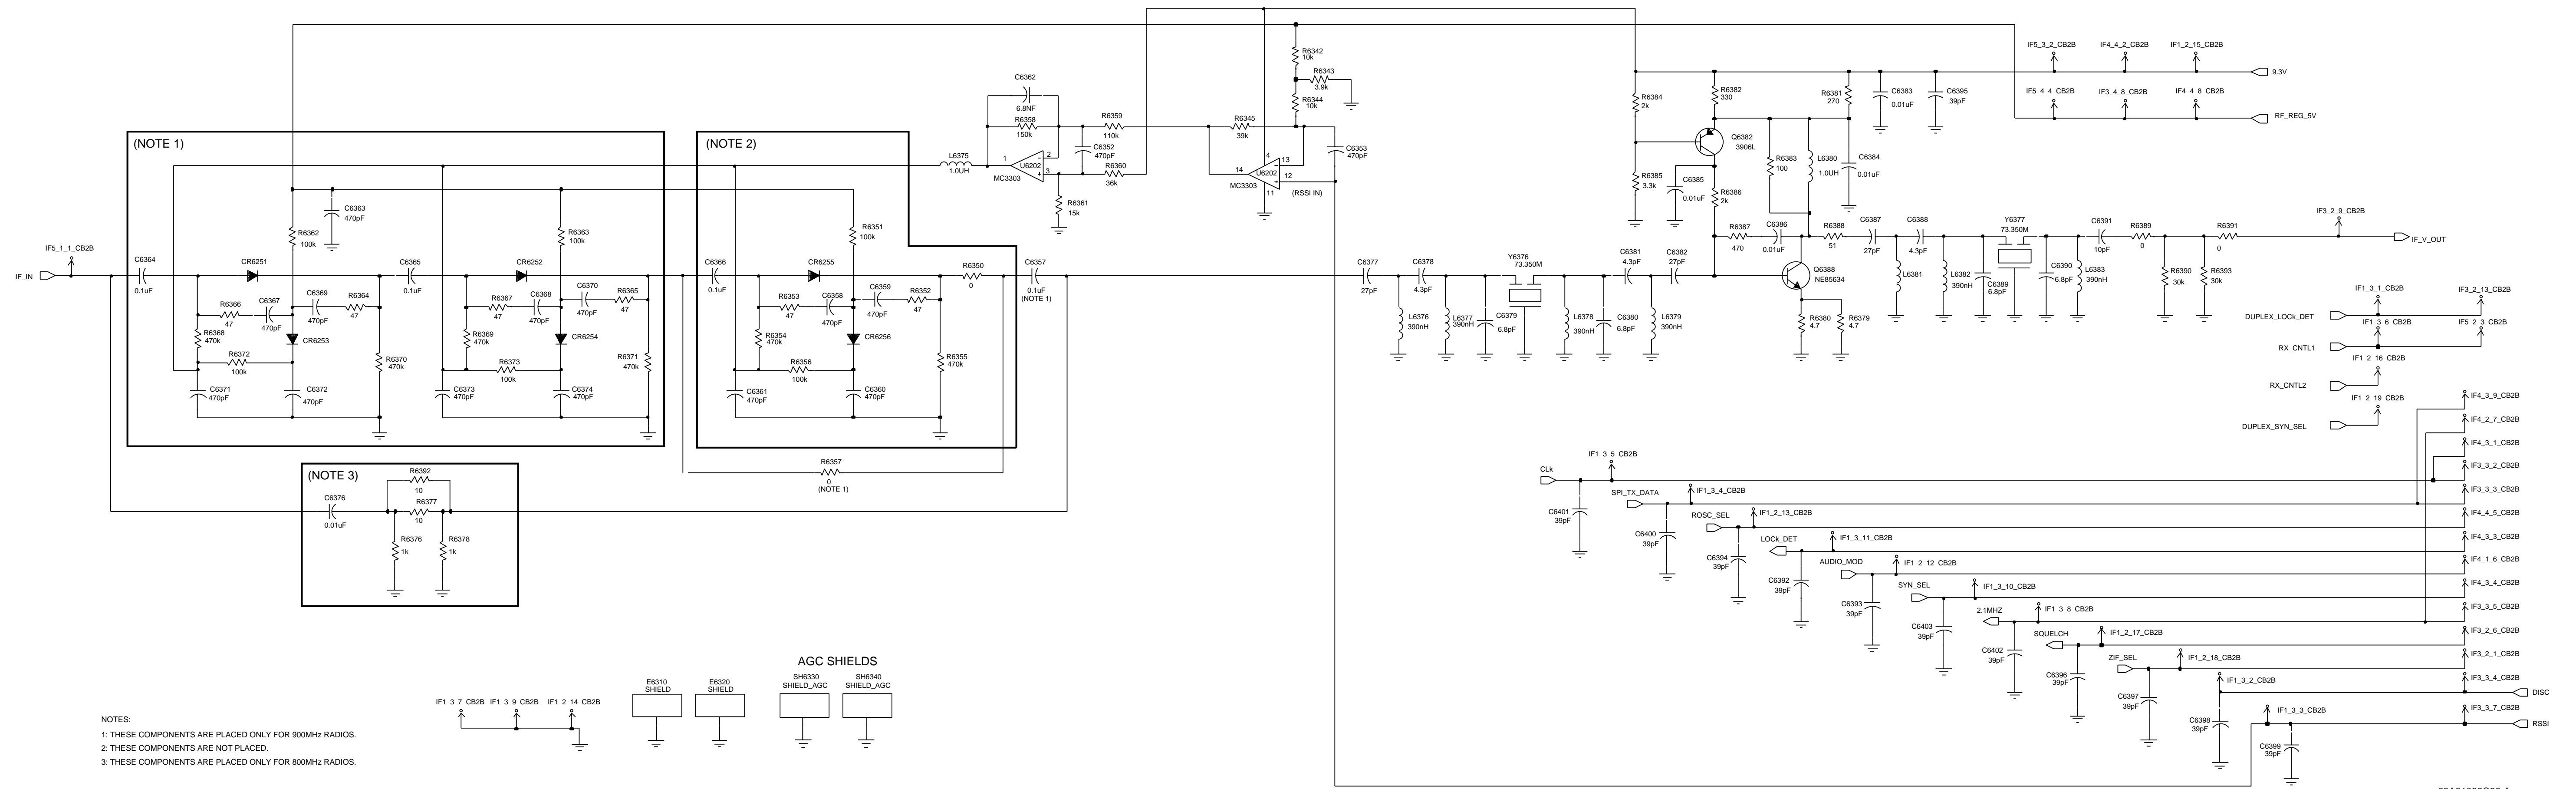 (NOTE 1)
IF5_1_1_CB2B
IF_IN
C6364
0.1uF
CR6251
R6366
47
C6367
470pF
R6368
470k
R6372
100k
C6371
470pF
C6372
470pF
R6362
100k
C6363
470pF
C6369
470pF
R6364
47
CR6253
R6370
470k
C6365
0.1uF
CR6252
R6363
100k
R6367
47
C6368
470pF
C6370
470pF
R6365
47
R6369
470k
CR6254
R6373
100k
R6371
470k
C6373
470pF
C6374
470pF
(NOTE 2)
C6366
0.1uF
CR6255
R6351
100k
R6353
47
C6358
470pF
C6359
470pF
R6352
47
R6354
470k
CR6256
R6356
100k
R6355
470k
C6361
470pF
C6360
470pF
R6350
0
C6357
0.1uF
(NOTE 1)
R6357
0
(NOTE 1)
(NOTE 3)
R6392
10
R6377
10
C6376
0.01uF
R6376
1k
R6378
1k
L6375
1.0UH
C6362
6.8NF
R6358
150k
1
2
3
U6202
MC3303
C6352
470pF
R6359
110k
R6360
36k
R6361
15k
R6345
39k
R6342
10k
R6343
3.9k
R6344
10k
C6353
470pF
4
13
14
U6202
12
MC3303
11
(RSSI IN)
C6377
27pF
C6378
4.3pF
L6376
390nH
L6377
390nH
C6379
6.8pF
Y6376
73.350M
L6378
390nH
C6380
6.8pF
C6381
4.3pF
L6379
390nH
C6382
27pF
R6384
2k
R6385
3.3k
C6385
0.01uF
R6382
330
Q6382
3906L
R6386
2k
R6387
470
C6386
0.01uF
R6383
100
L6380
1.0UH
R6381
270
C6384
0.01uF
C6383
0.01uF
C6395
39pF
Q6388
NE85634
R6380
4.7
R6379
4.7
R6388
51
C6387
27pF
C6388
4.3pF
L6381
L6382
390nH
C6389
6.8pF
Y6377
73.350M
C6390
6.8pF
L6383
390nH
C6391
10pF
R6389
0
R6391
0
R6390
30k
R6393
30k
IF3_2_9_CB2B
IF_V_OUT
IF5_3_2_CB2B
IF4_4_2_CB2B
IF1_2_15_CB2B
9.3V
IF5_4_4_CB2B
IF3_4_8_CB2B
IF4_4_8_CB2B
RF_REG_5V
IF1_3_1_CB2B
IF3_2_13_CB2B
DUPLEX_LOCk_DET
IF1_3_6_CB2B
IF5_2_3_CB2B
RX_CNTL1
IF1_2_16_CB2B
RX_CNTL2
IF1_2_19_CB2B
DUPLEX_SYN_SEL
IF4_3_9_CB2B
IF4_2_7_CB2B
IF4_3_1_CB2B
CLk
IF1_3_5_CB2B
IF3_3_2_CB2B
C6401
39pF
SPI_TX_DATA
IF1_3_4_CB2B
IF3_3_3_CB2B
C6400
39pF
ROSC_SEL
IF1_2_13_CB2B
IF4_4_5_CB2B
C6394
39pF
LOCk_DET
IF1_3_11_CB2B
IF4_3_3_CB2B
C6392
39pF
AUDIO_MOD
IF1_2_12_CB2B
IF4_1_6_CB2B
C6393
39pF
SYN_SEL
IF1_3_10_CB2B
IF4_3_4_CB2B
C6403
39pF
2.1MHZ
IF1_3_8_CB2B
IF3_3_5_CB2B
C6402
39pF
SQUELCH
IF1_2_17_CB2B
IF3_2_6_CB2B
C6396
39pF
ZIF_SEL
IF1_2_18_CB2B
IF3_2_1_CB2B
C6397
39pF
IF1_3_2_CB2B
IF3_3_4_CB2B
DISC
C6398
39pF
IF1_3_3_CB2B
IF3_3_7_CB2B
RSSI
C6399
39pF
AGC SHIELDS
E6310
SHIELD
E6320
SHIELD
SH6330
SHIELD_AGC
SH6340
SHIELD_AGC
IF1_3_7_CB2B
IF1_3_9_CB2B
IF1_2_14_CB2B
NOTES:
1: THESE COMPONENTS ARE PLACED ONLY FOR 900MHz RADIOS.
2: THESE COMPONENTS ARE NOT PLACED.
3: THESE COMPONENTS ARE PLACED ONLY FOR 800MHz RADIOS.